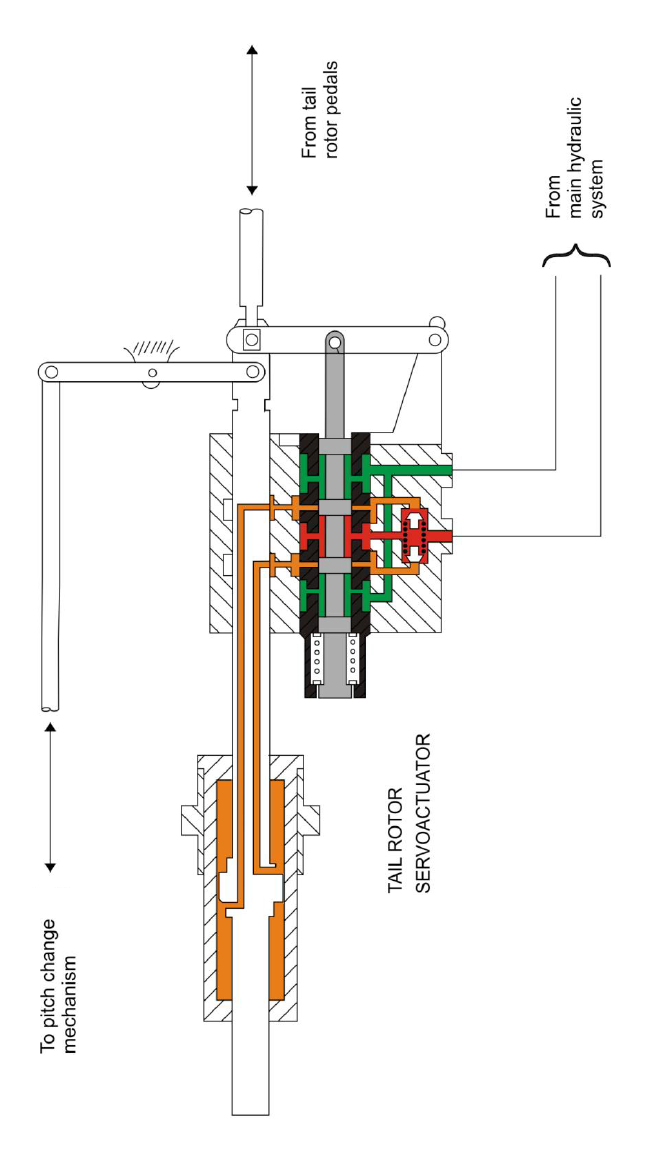 To pitch change
mechanism
TAIL ROTOR
SERVOACTUATOR
From tail
rotor pedals
From
main hydraulic
system